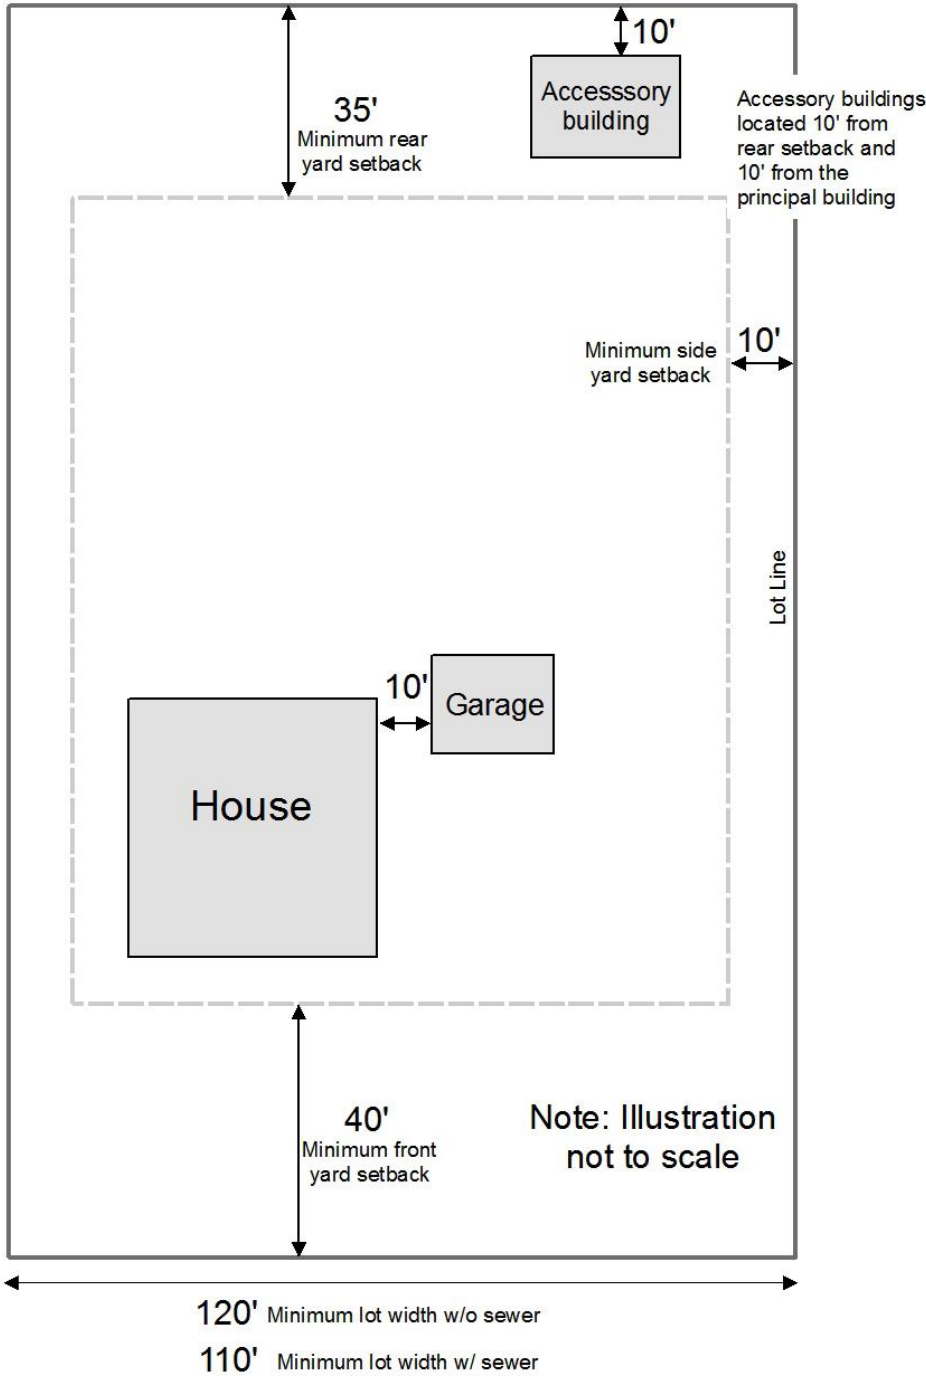 10'
Accesssory
building
35'
Minimum rear
yard setback
Accessory buildings
located 10' from
rear setback and
10' from the
principal building
10'
Minimum side
yard setback
Lot Line
10'
Garage
House
40'
Minimum front
yard setback
Note: Illustration
not to scale
120' Minimum lot width w/o sewer
110' Minimum lot width w/ sewer